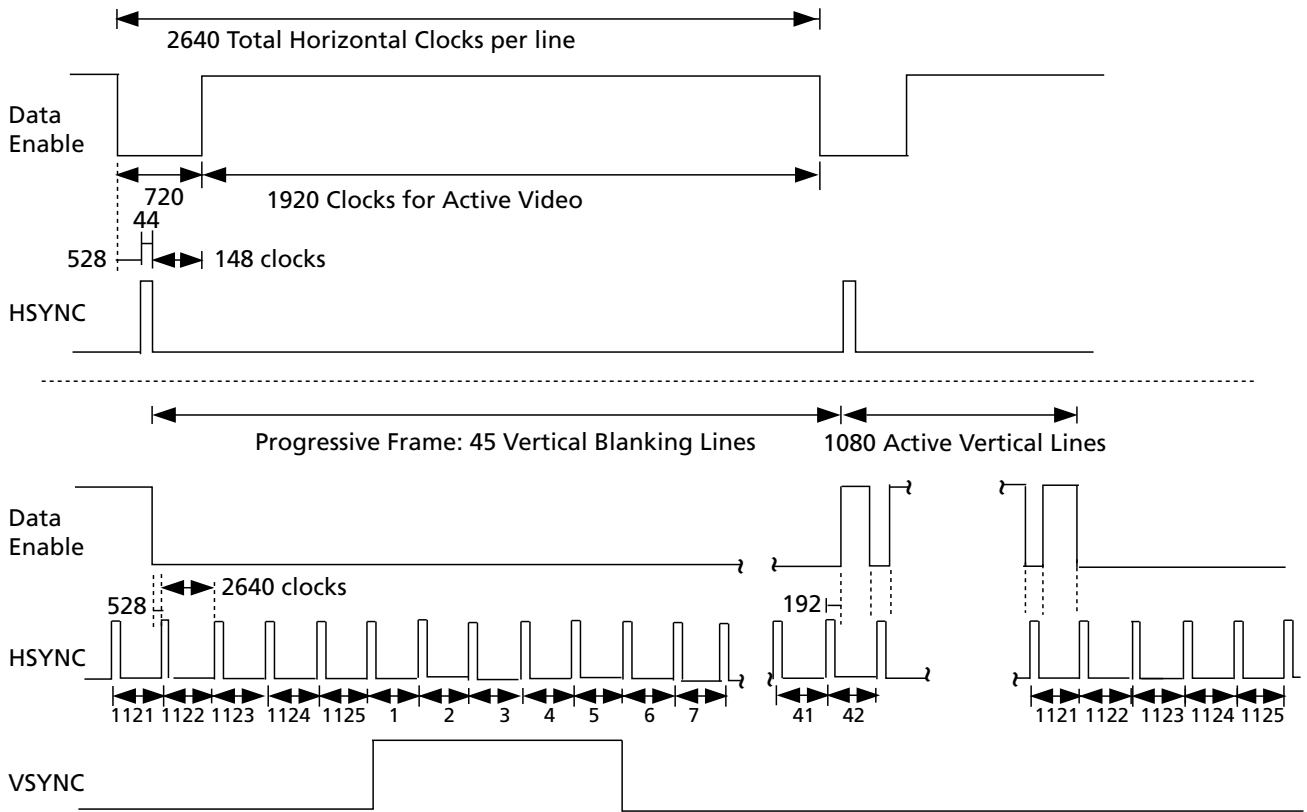 2640 Total Horizontal Clocks per line
Data
Enable
720
1920 Clocks for Active Video
44
528
148 clocks
HSYNC
Progressive Frame: 45 Vertical Blanking Lines
1080 Active Vertical Lines
Data
Enable
2640 clocks
528
192
HSYNC
1121 1122 1123 1124 1125 1 2 3 4 5 6 7 41 42 1121 1122 1123 1124 1125
VSYNC